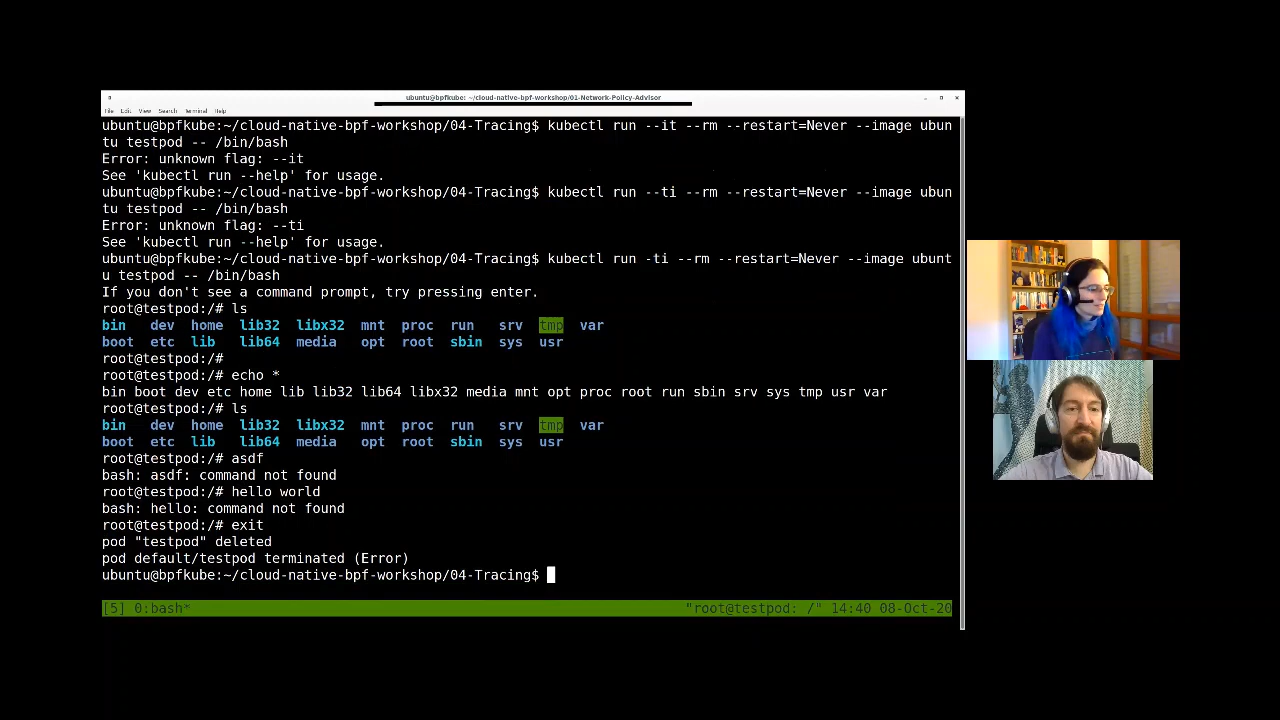 ubuntu@bpfkube: ~/cloud-native-bpf-workshop/01-Network-Policy-Advisor
File Edit View Search Terminal Help
ubuntu@bpfkube:~/cloud-native-bpf-workshop/04-Tracing$ kubectl run --it --rm --restart=Never --image ubun
tu testpod -- /bin/bash
Error: unknown flag: --it
See 'kubectl run --help' for usage.
ubuntu@bpfkube:~/cloud-native-bpf-workshop/04-Tracing$ kubectl run --ti --rm --restart=Never --image ubun
tu testpod -- /bin/bash
Error: unknown flag: --ti
See 'kubectl run --help' for usage.
ubuntu@bpfkube:~/cloud-native-bpf-workshop/04-Tracing$ kubectl run -ti --rm --restart=Never --image ubunt
u testpod -- /bin/bash
If you don't see a command prompt, try pressing enter.
root@testpod:/# ls
bin dev home lib32 libx32 mnt proc run srv tmp var
boot etc lib lib64 media opt root sbin sys usr
root@testpod:/#
root@testpod:/# echo *
bin boot dev etc home lib lib32 lib64 libx32 media mnt opt proc root run sbin srv sys tmp usr var
root@testpod:/# ls
bin dev home lib32 libx32 mnt proc run srv tmp var
boot etc lib lib64 media opt root sbin sys usr
root@testpod:/# asdf
bash: asdf: command not found
root@testpod:/# hello world
bash: hello: command not found
root@testpod:/# exit
pod "testpod" deleted
pod default/testpod terminated (Error)
ubuntu@bpfkube:~/cloud-native-bpf-workshop/04-Tracing$
[5] 0:bash* "root@testpod: /" 14:40 08-Oct-20